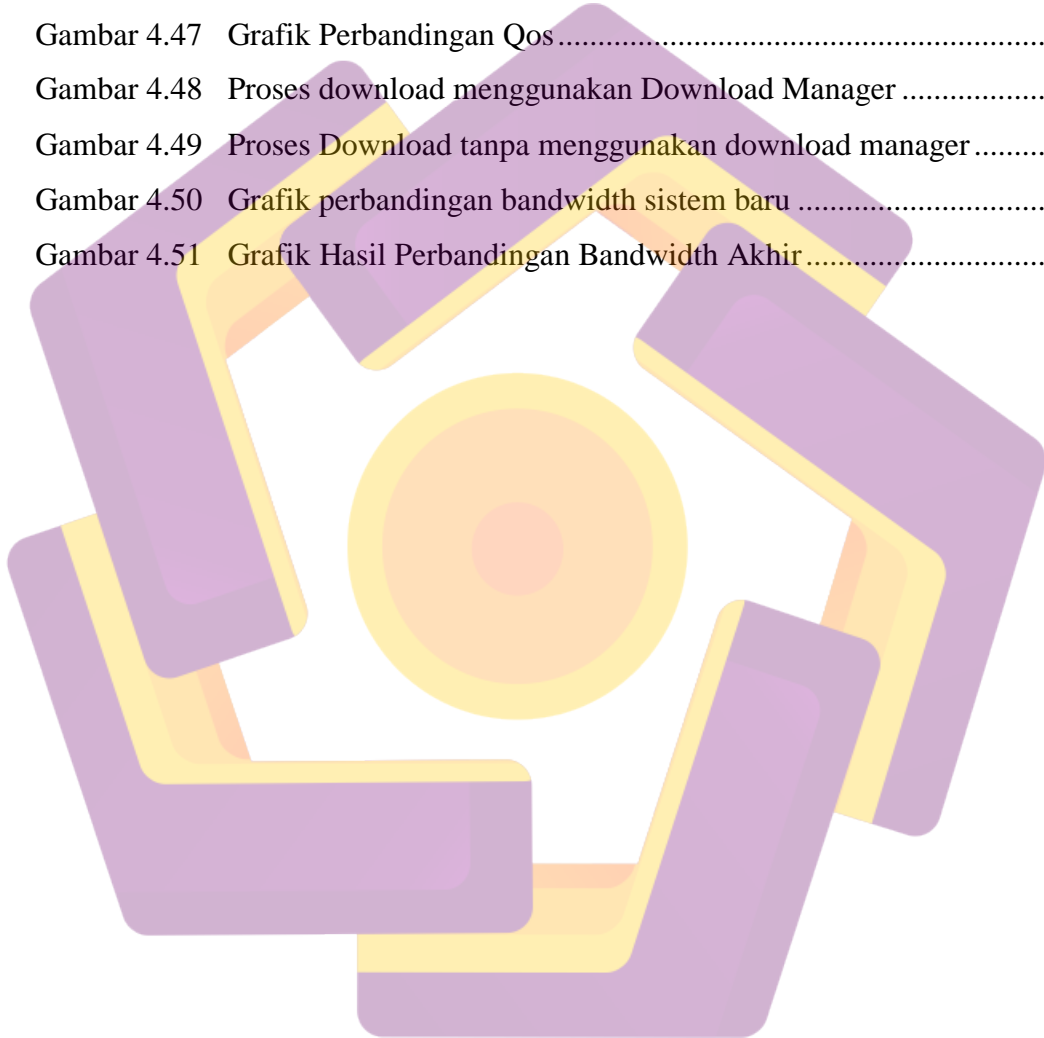 Gambar 4.47 Grafik Perbandingan Qos................................................................
Gambar 4.48 Proses download menggunakan Download Manager ..................
Gambar 4.49 Proses Download tanpa menggunakan download manager .........
Gambar 4.50 Grafik perbandingan bandwidth sistem baru ...............................
Gambar 4.51 Grafik Hasil Perbandingan Bandwidth Akhir ..............................